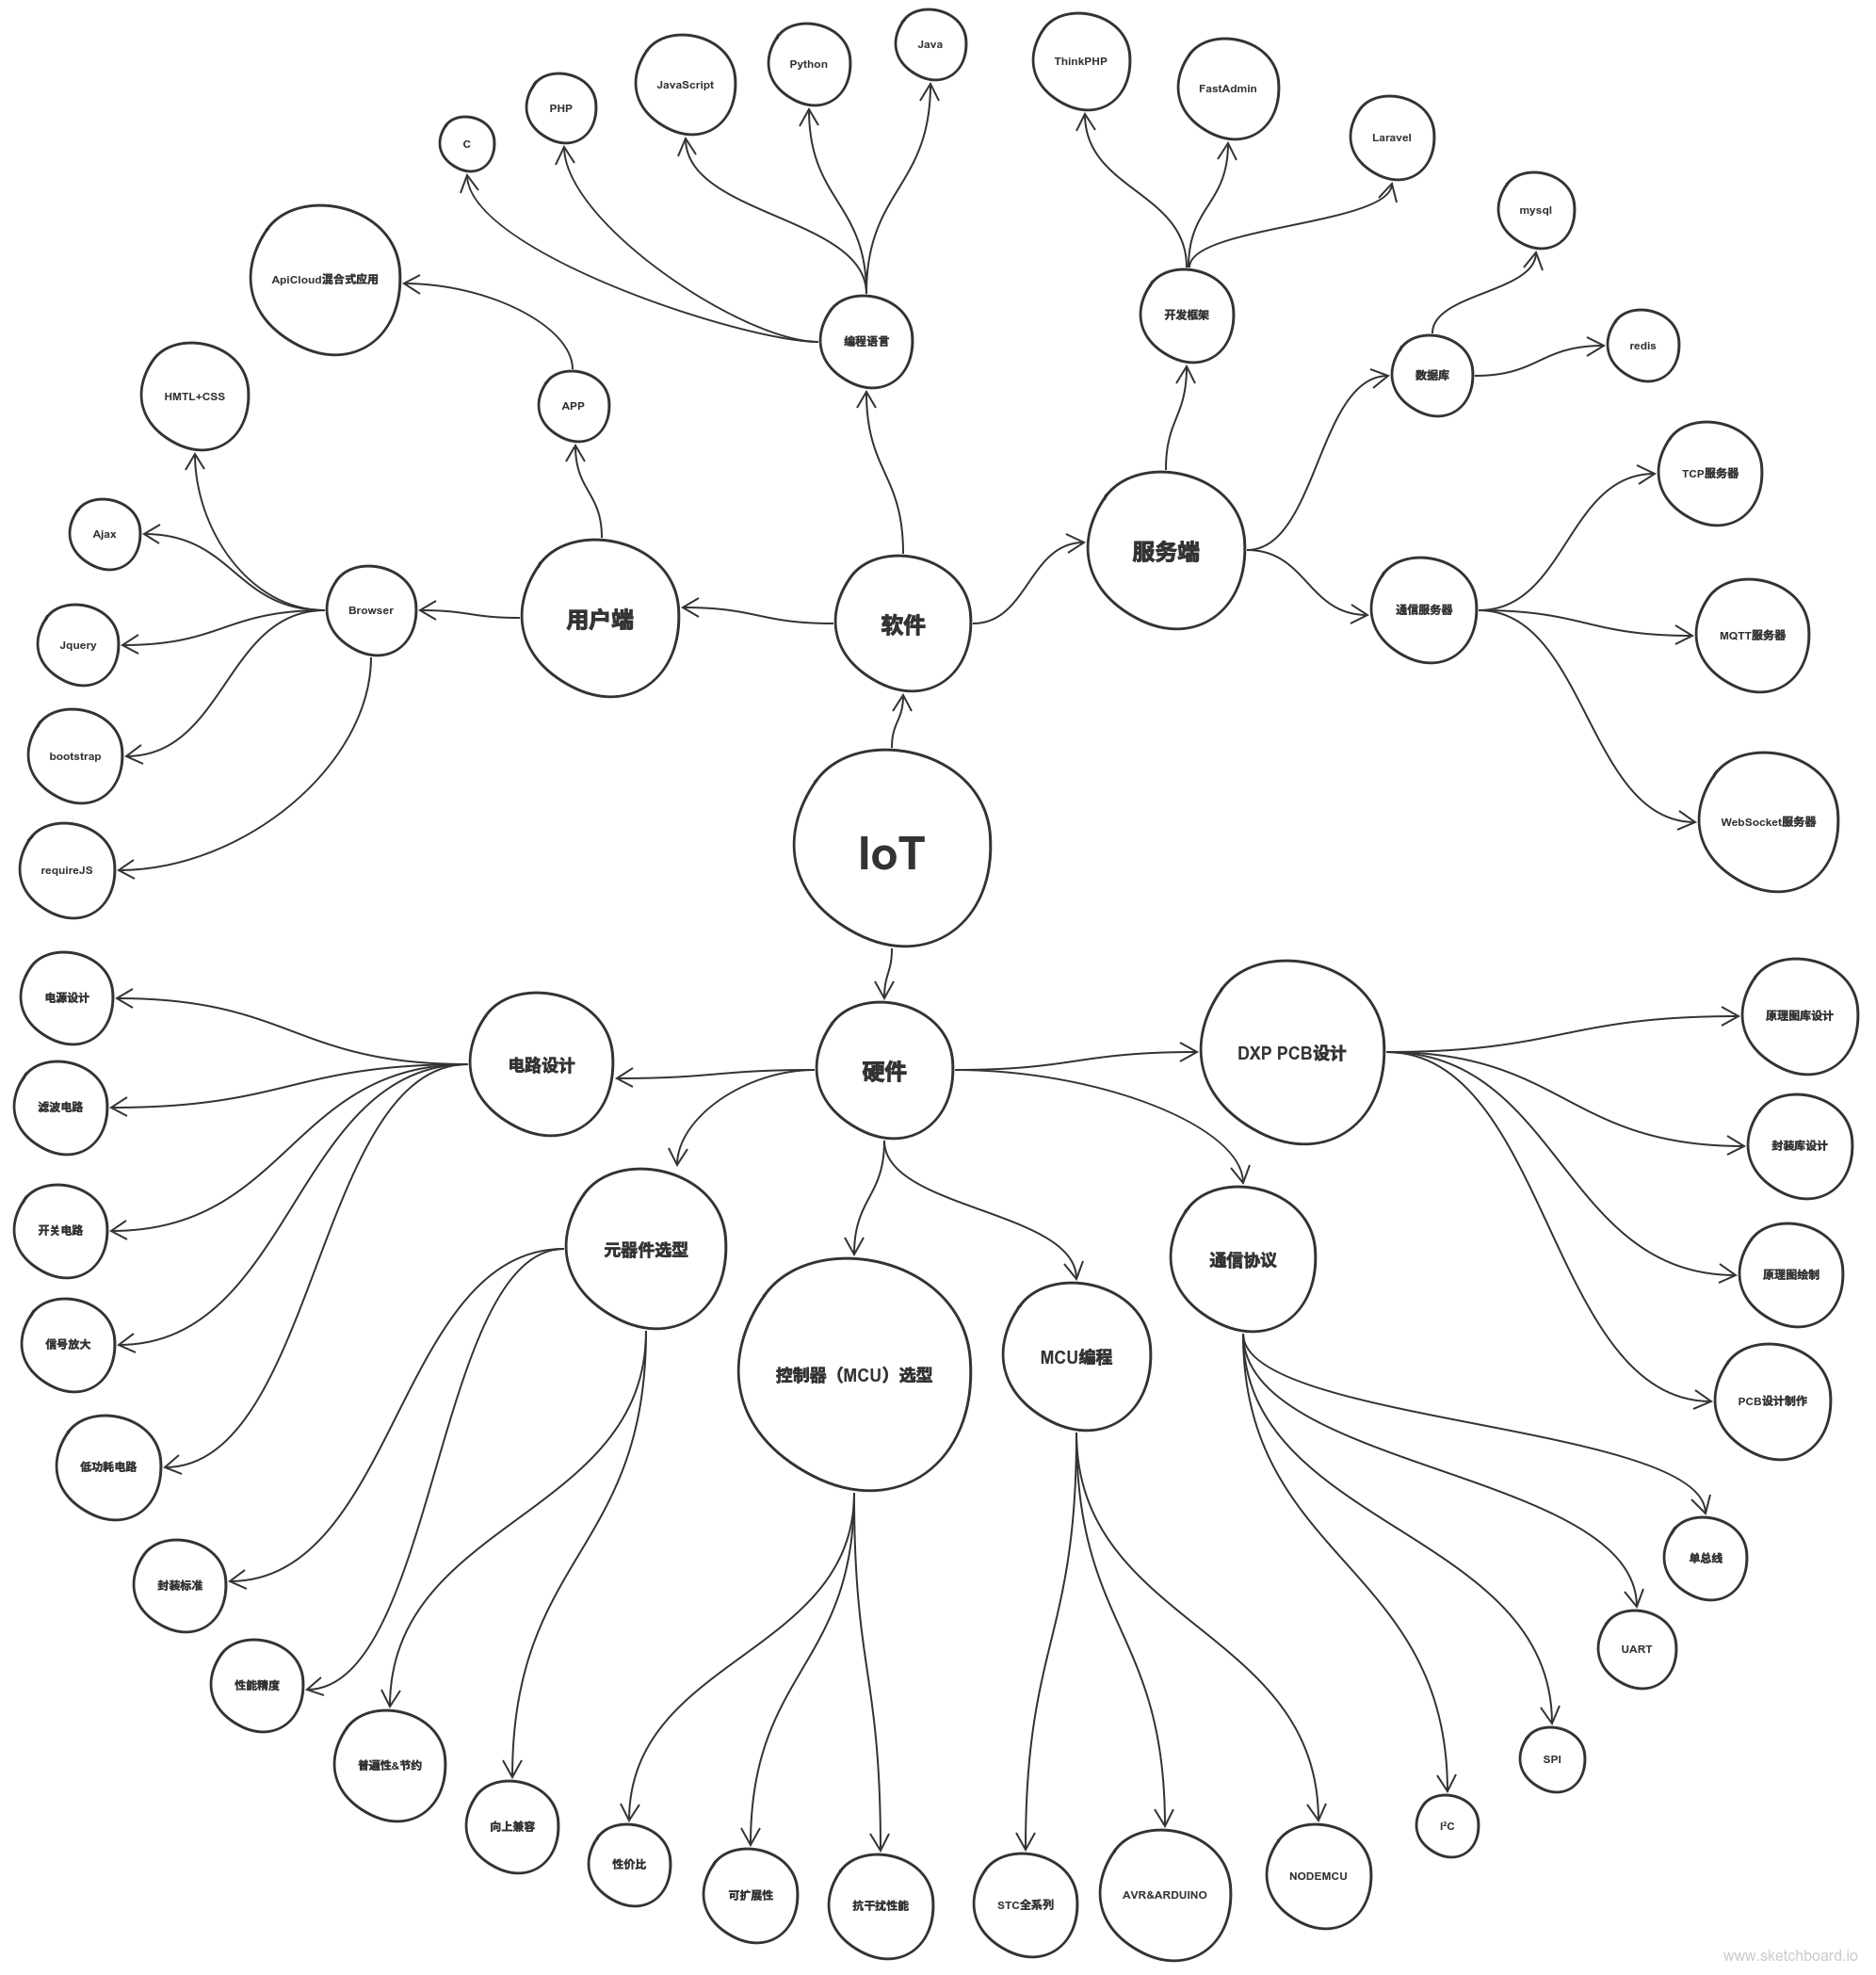 Java
ThinkPHP
Python
JavaScript
FastAdmin
PHP
Laravel
C
mysql
ApiCloud混合式应用
开发框架
编程语言
redis
数据库
HMTL+CSS
APP
TCP服务器
Ajax
服务端
Browser
通信服务器
用户端
软件
MQTT服务器
Jquery
bootstrap
WebSocket服务器
IoT
requireJS
电源设计
原理图库设计
DXP PCB设计
电路设计
硬件
滤波电路
封装库设计
开关电路
元器件选型
通信协议
原理图绘制
信号放大
MCU编程
控制器（MCU）选型
PCB设计制作
低功耗电路
单总线
封装标准
UART
性能精度
SPI
普遍性&节约
I²C
向上兼容
性价比
NODEMCU
可扩展性
AVR&ARDUINO
抗干扰性能
STC全系列
www.sketchboard.io